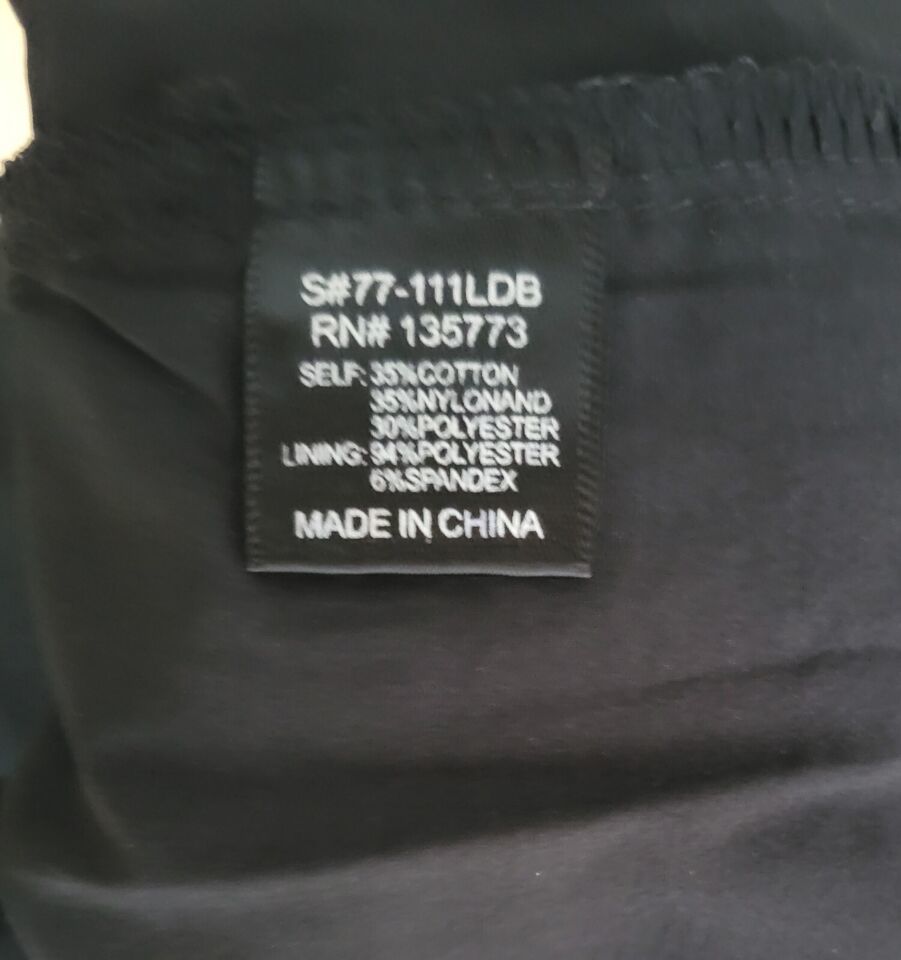 S#77-111LDB
RN# 135773
SELF: 35%COTTON
35%NYLONAND
30%POLYESTER
LINING: 94%POLYESTER
6%SPANDEX
MADE IN CHINA